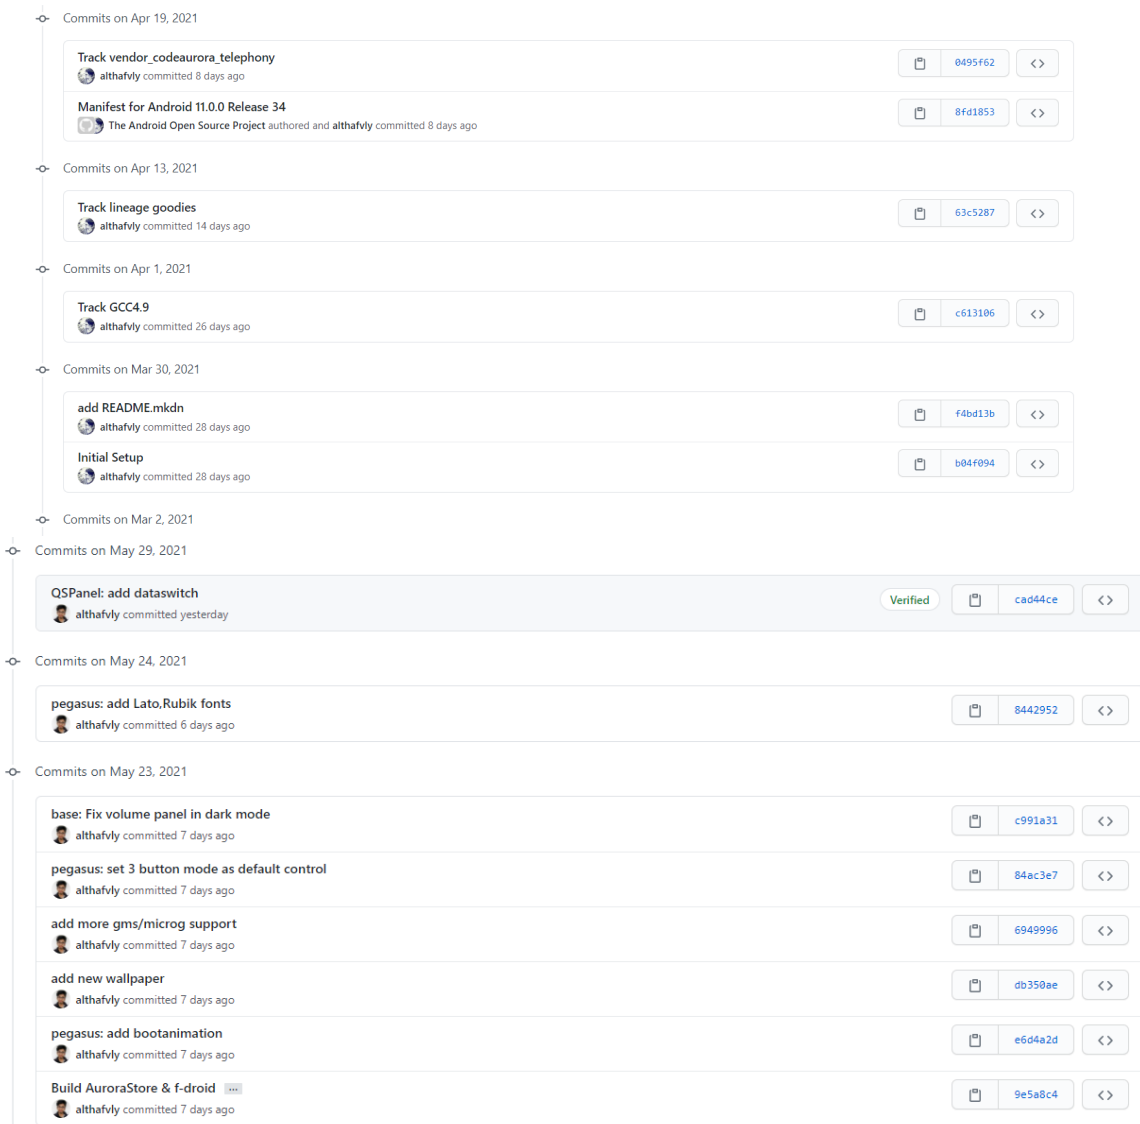 Commits on Apr 19, 2021
Track vendor_codeaurora_telephony
0495f62
althafvly committed 8 days ago
Manifest for Android 11.0.0 Release 34
8fd1853
The Android Open Source Project authored and althafvly committed 8 days ago
Commits on Apr 13, 2021
Track lineage goodies
63c5287
althafvly committed 14 days ago
Commits on Apr 1, 2021
Track GCC4.9
c613106
althafvly committed 26 days ago
Commits on Mar 30, 2021
add README.mkdn
f4bd13b
althafvly committed 28 days ago
Initial Setup
b04f094
althafvly committed 28 days ago
Commits on Mar 2, 2021
Commits on May 29, 2021
QSPanel: add dataswitch
Verified
cad44ce
althafvly committed yesterday
Commits on May 24, 2021
pegasus: add Lato,Rubik fonts
8442952
althafvly committed 6 days ago
Commits on May 23, 2021
base: Fix volume panel in dark mode
c991a31
althafvly committed 7 days ago
pegasus: set 3 button mode as default control
84ac3e7
althafvly committed 7 days ago
add more gms/microg support
6949996
althafvly committed 7 days ago
add new wallpaper
db350ae
althafvly committed 7 days ago
pegasus: add bootanimation
e6d4a2d
althafvly committed 7 days ago
Build AuroraStore & f-droid ...
9e5a8c4
althafvly committed 7 days ago